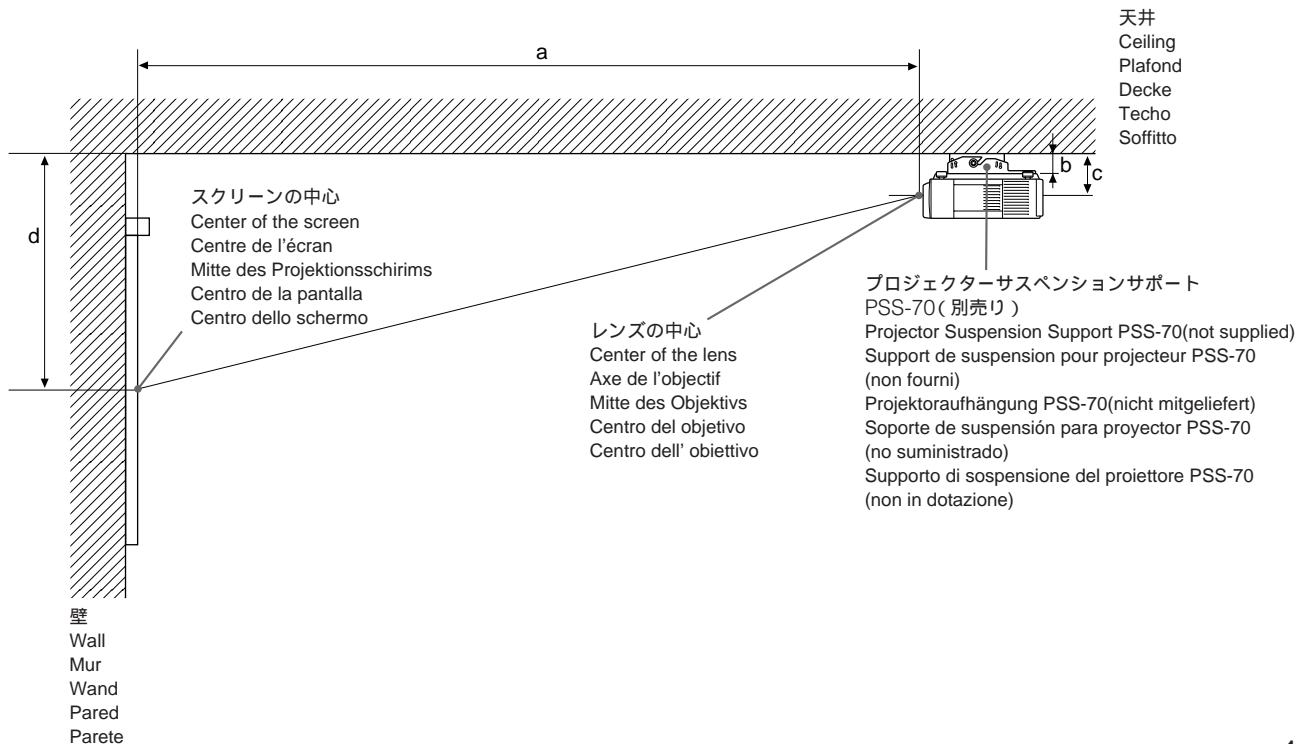 天井
Ceiling
Plafond
Decke
Techo
Soffitto
a
b
c
d
スクリーンの中心
Center of the screen
Centre de l'écran
Mitte des Projektionsschirims
Centro de la pantalla
Centro dello schermo
レンズの中心
Center of the lens
Axe de l'objectif
Mitte des Objektivs
Centro del objetivo
Centro dell' obiettivo
プロジェクターサスペンションサポート
PSS-70(別売り)
Projector Suspension Support PSS-70(not supplied)
Support de suspension pour projecteur PSS-70
(non fourni)
Projektoraufhängung PSS-70(nicht mitgeliefert)
Soporte de suspensión para proyector PSS-70
(no suministrado)
Supporto di sospensione del proiettore PSS-70
(non in dotazione)
壁
Wall
Mur
Wand
Pared
Parete